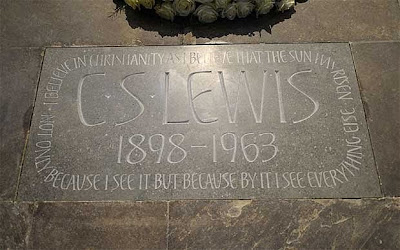 I BELIEVE IN CHRISTIANITY AS I BELIEVE THAT THE SUN HAS RISEN
NOT ONLY
BECAUSE I SEE IT BUT BECAUSE BY IT I SEE EVERYTHING ELSE
C·S·LEWIS
1898–1963